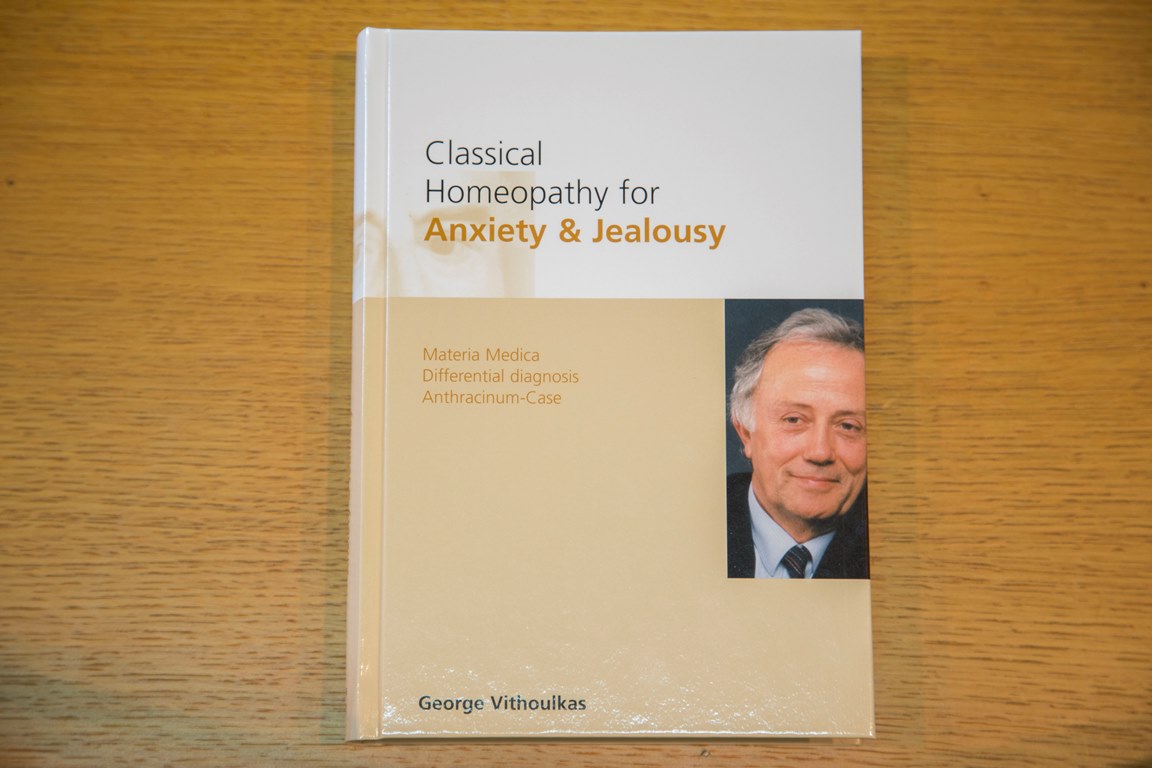 Classical
Homeopathy for
Anxiety & Jealousy
Materia Medica
Differential diagnosis
Anthracinum-Case
George Vithoulkas